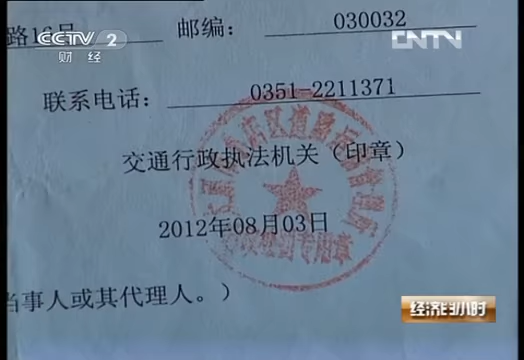 CCTV 2
财经
CNTN
路16号 邮编：030032
联系电话：0351-2211371
交通行政执法机关（印章）
2012年08月03日
当事人或其代理人。）
经济半小时